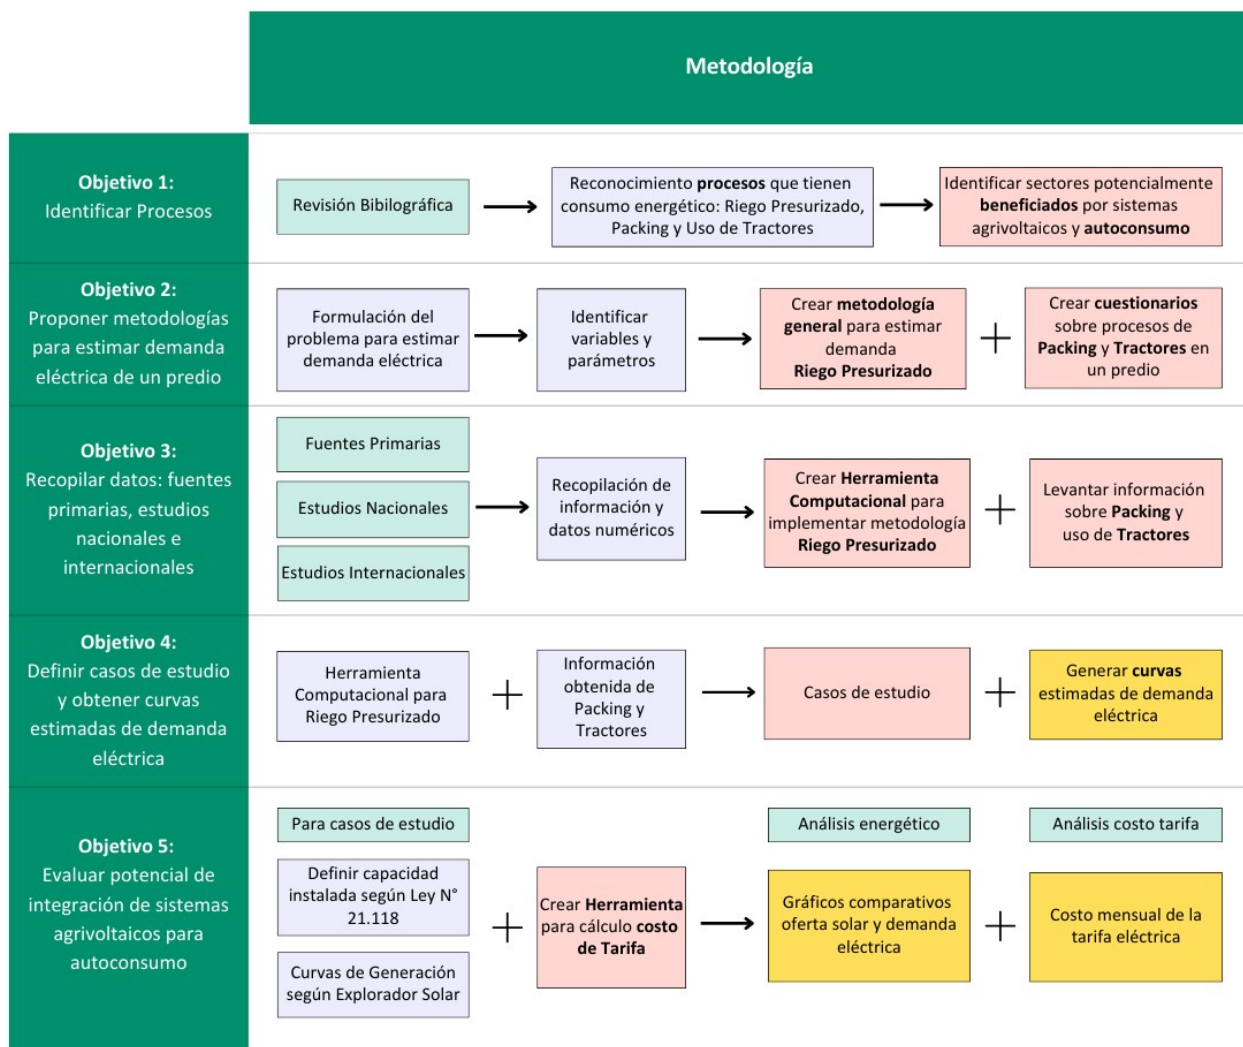 Metodología
Objetivo 1:
Identificar Procesos
Revisión Bibilográfica
Reconocimiento procesos que tienen
consumo energético: Riego Presurizado,
Packing y Uso de Tractores
Identificar sectores potencialmente
beneficiados por sistemas
agrivoltaicos y autoconsumo
Objetivo 2:
Proponer metodologías
para estimar demanda
eléctrica de un predio
Formulación del
problema para estimar
demanda eléctrica
Identificar
variables y
parámetros
Crear metodología
general para estimar
demanda
Riego Presurizado
+
Crear cuestionarios
sobre procesos de
Packing y Tractores en
un predio
Objetivo 3:
Recopilar datos: fuentes
primarias, estudios
nacionales e
internacionales
Fuentes Primarias
Estudios Nacionales
Estudios Internacionales
Recopilación de
información y
datos numéricos
Crear Herramienta
Computacional para
implementar metodología
Riego Presurizado
+
Levantar información
sobre Packing y
uso de Tractores
Objetivo 4:
Definir casos de estudio
y obtener curvas
estimadas de demanda
eléctrica
Herramienta
Computacional para
Riego Presurizado
+
Información
obtenida de
Packing y
Tractores
Casos de estudio
+
Generar curvas
estimadas de demanda
eléctrica
Objetivo 5:
Evaluar potencial de
integración de sistemas
agrivoltaicos para
autoconsumo
Para casos de estudio
Definir capacidad
instalada según Ley N°
21.118
Curvas de Generación
según Explorador Solar
+
Crear Herramienta
para cálculo costo
de Tarifa
Análisis energético
Gráficos comparativos
oferta solar y demanda
eléctrica
+
Análisis costo tarifa
Costo mensual de la
tarifa eléctrica